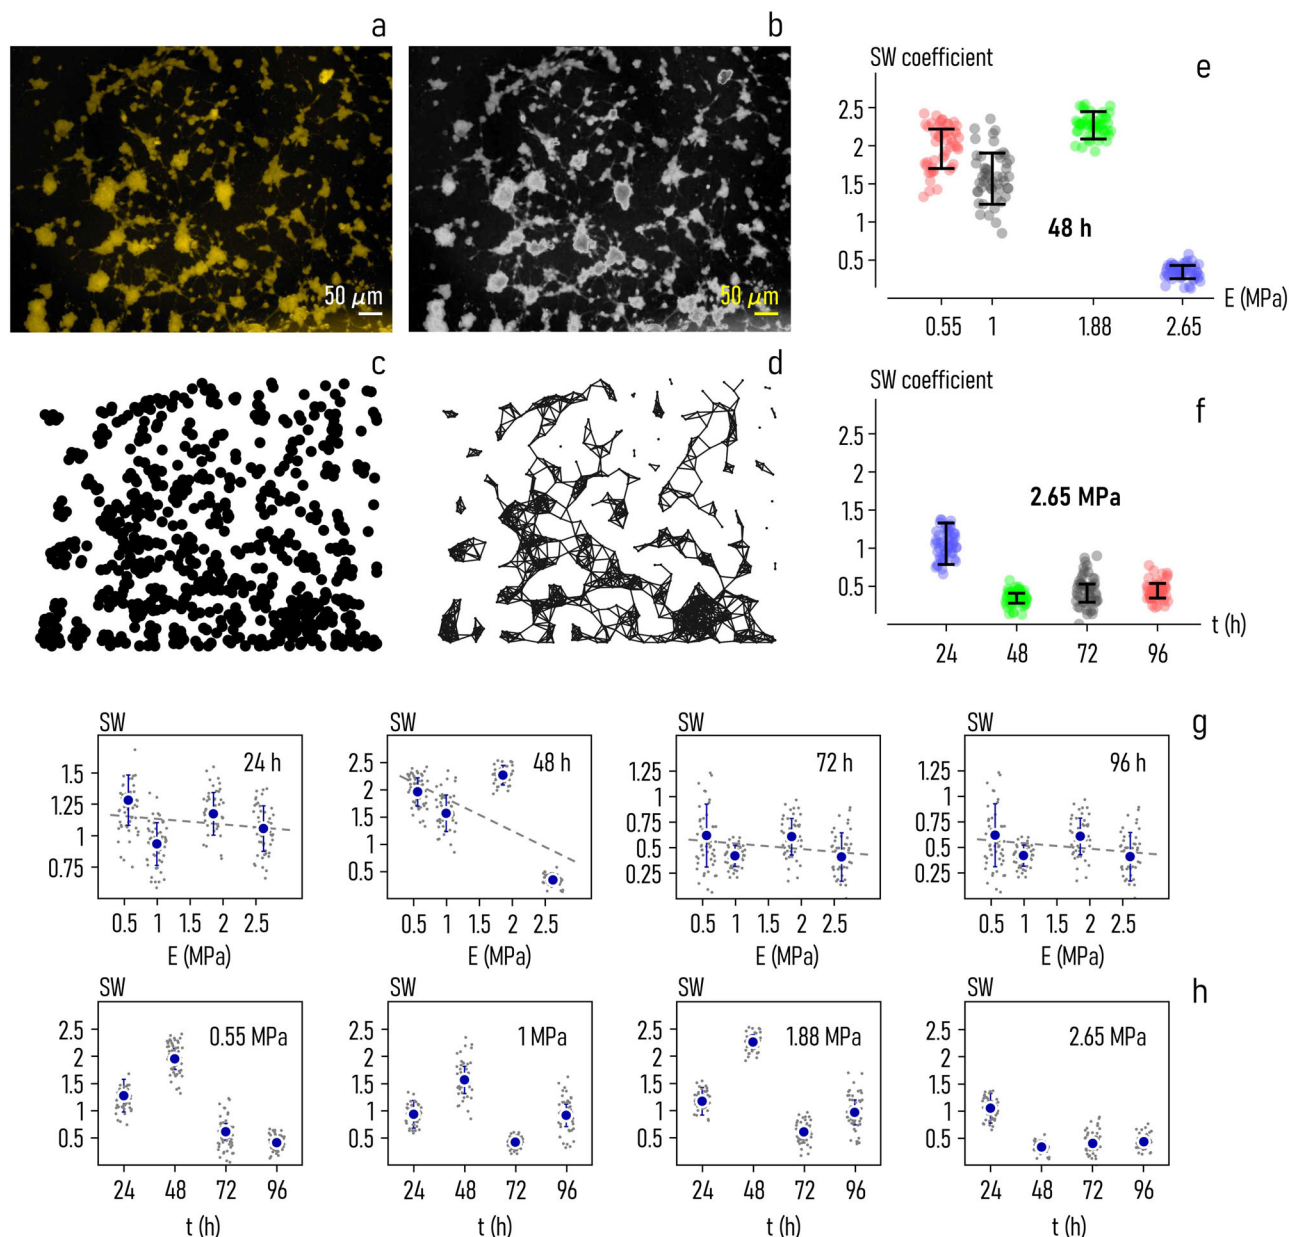 a
b
50 μm
50 μm
SW coefficient
e
2.5
2
1.5
1
0.5
48 h
E (MPa)
0.55 1 1.88 2.65
c
d
SW coefficient
f
2.5
2
1.5
1
0.5
2.65 MPa
t (h)
24 48 72 96
g
SW
24 h
1.5
1.25
1
0.75
0.5 1 1.5 2 2.5
E (MPa)
SW
48 h
2.5
2
1.5
1
0.5
0.5 1 1.5 2 2.5
E (MPa)
SW
72 h
1.25
1
0.75
0.5
0.25
0.5 1 1.5 2 2.5
E (MPa)
SW
96 h
1.25
1
0.75
0.5
0.25
0.5 1 1.5 2 2.5
E (MPa)
h
SW
0.55 MPa
2.5
2
1.5
1
0.5
24 48 72 96
t (h)
SW
1 MPa
2.5
2
1.5
1
0.5
24 48 72 96
t (h)
SW
1.88 MPa
2.5
2
1.5
1
0.5
24 48 72 96
t (h)
SW
2.65 MPa
2.5
2
1.5
1
0.5
24 48 72 96
t (h)